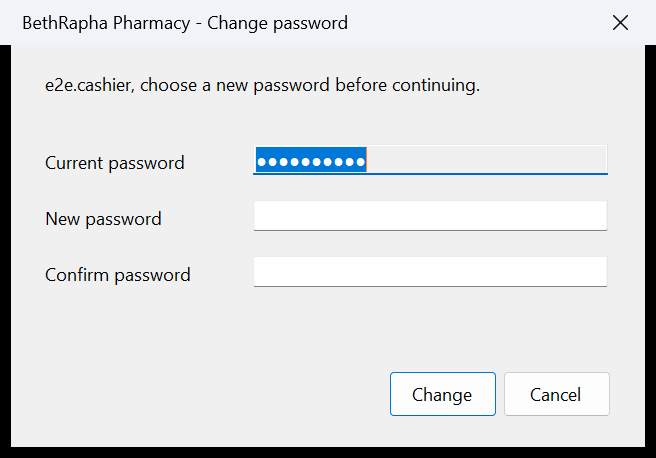 BethRapha Pharmacy - Change password
e2e.cashier, choose a new password before continuing.
Current password ●●●●●●●●●●
New password
Confirm password
Change Cancel